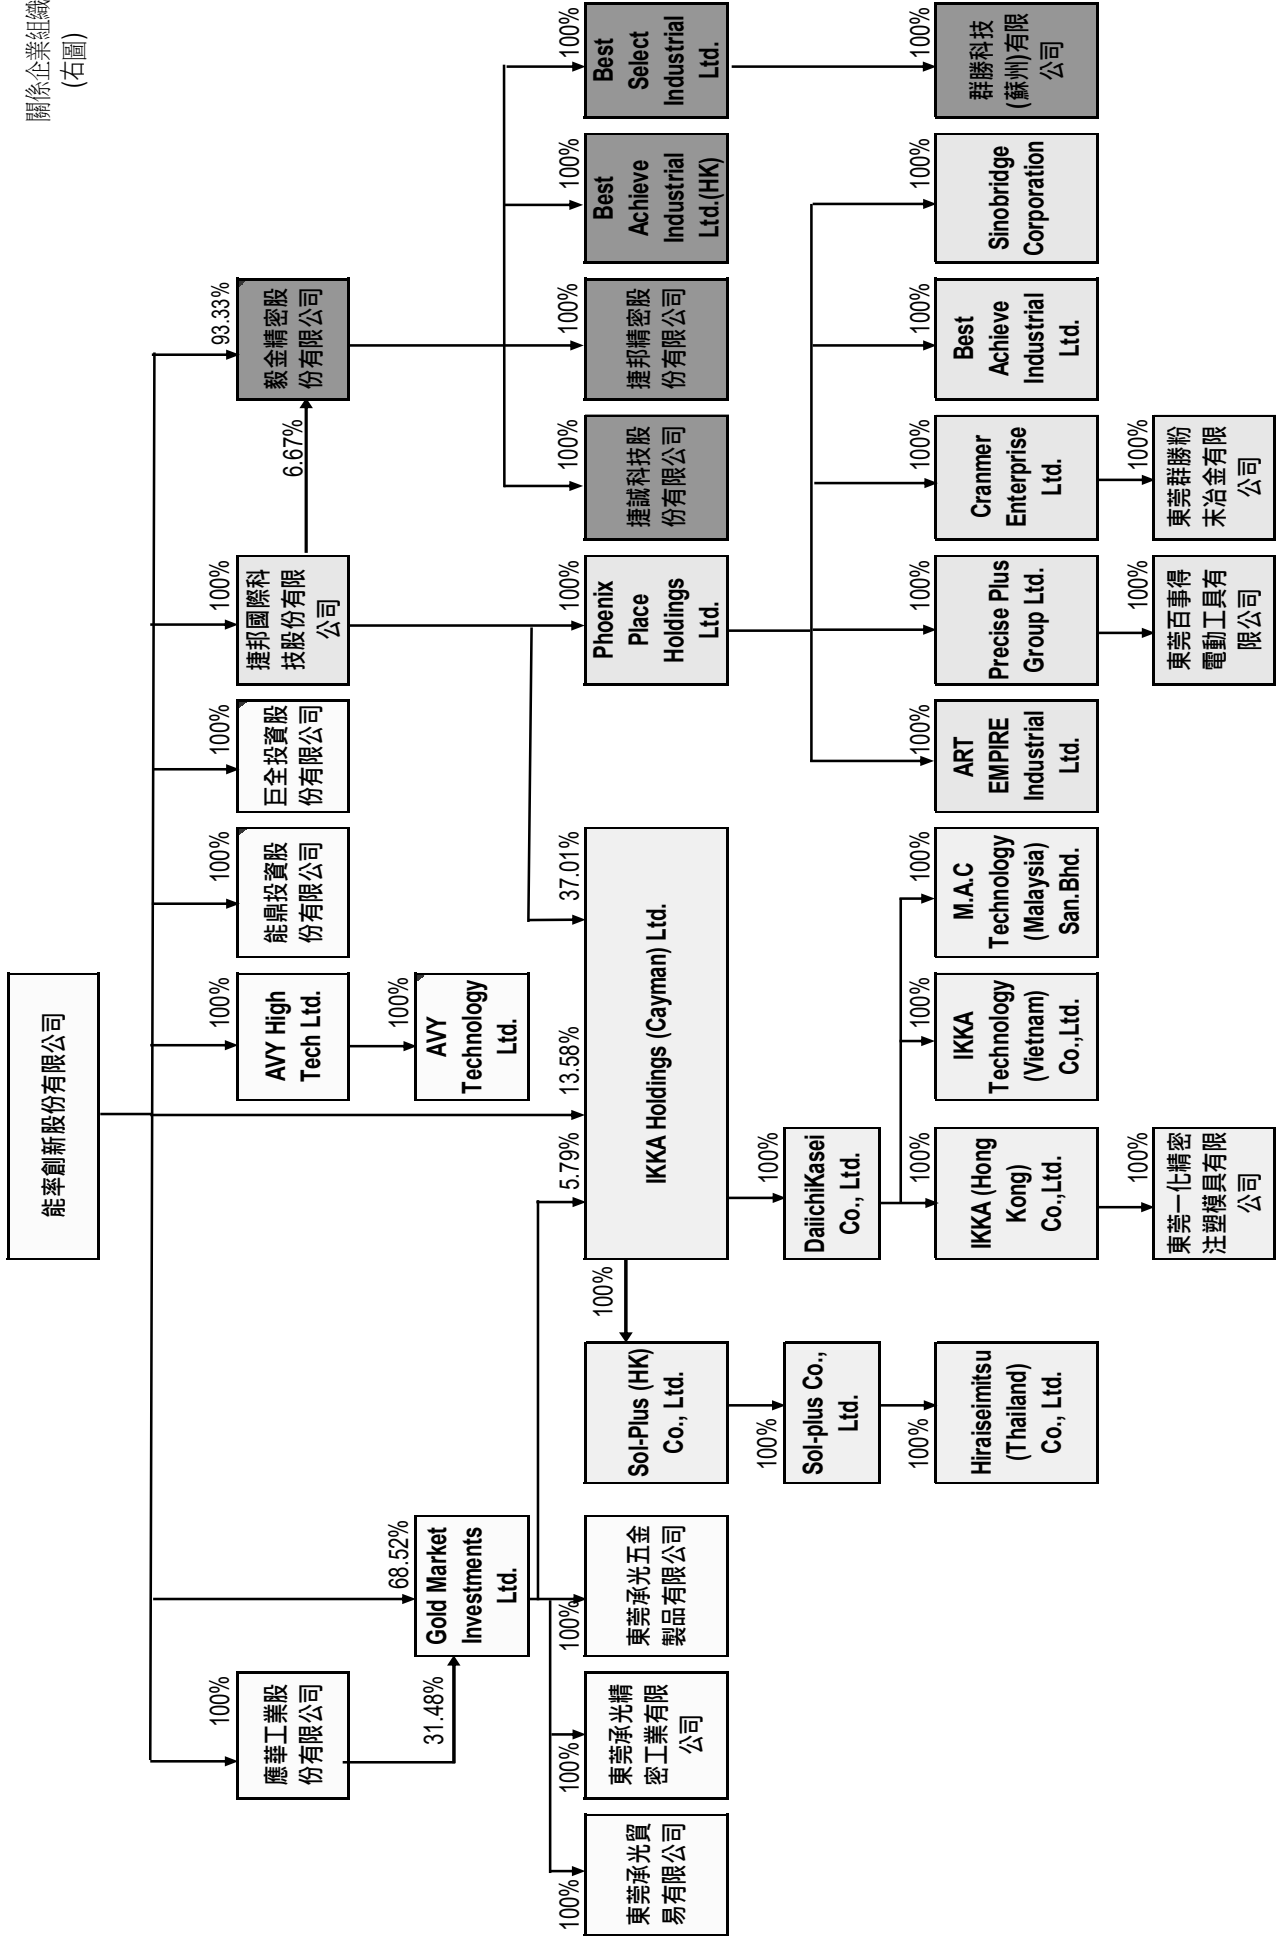 關係企業組織
(右圖)
能率創新股份有限公司
100%
應華工業股
份有限公司
100%
AVY High
Tech Ltd.
100%
能鼎投資股
份有限公司
100%
巨全投資股
份有限公司
100%
捷邦國際科
技股份有限
公司
93.33%
毅金精密股
份有限公司
6.67%
31.48%
68.52%
Gold Market
Investments
Ltd.
100%
AVY
Technology
Ltd.
100%
東莞承光貿
易有限公司
100%
東莞承光精
密工業有限
公司
100%
東莞承光五金
製品有限公司
100%
Sol-Plus (HK)
Co., Ltd.
5.79%
13.58%
37.01%
IKKA Holdings (Cayman) Ltd.
100%
Phoenix
Place
Holdings
Ltd.
100%
捷誠科技股
份有限公司
100%
捷邦精密股
份有限公司
100%
Best
Achieve
Industrial
Ltd.(HK)
100%
Best
Select
Industrial
Ltd.
100%
Sol-plus Co.,
Ltd.
100%
DaiichiKasei
Co., Ltd.
100%
Hiraiseimitsu
(Thailand)
Co., Ltd.
100%
IKKA (Hong
Kong)
Co.,Ltd.
100%
IKKA
Technology
(Vietnam)
Co.,Ltd.
100%
M.A.C
Technology
(Malaysia)
San.Bhd.
100%
ART
EMPIRE
Industrial
Ltd.
100%
Precise Plus
Group Ltd.
100%
Cranmer
Enterprise
Ltd.
100%
Best
Achieve
Industrial
Ltd.
100%
Sinobridge
Corporation
100%
群勝科技
(蘇州)有限
公司
100%
東莞一化精密
注塑模具有限
公司
100%
東莞百事得
電動工具有
限公司
100%
東莞群勝粉
末冶金有限
公司